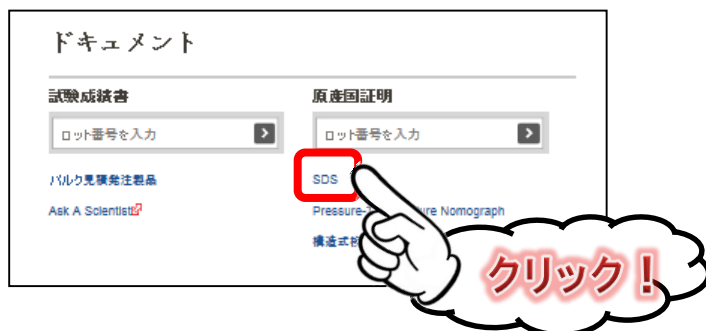 ドキュメント
試験成績書
原産国証明
ロット番号を入力
ロット番号を入力
バルク見積発注製品
SDS
Ask A Scientist
Pressure- ure Nomograph
構造式
クリック！